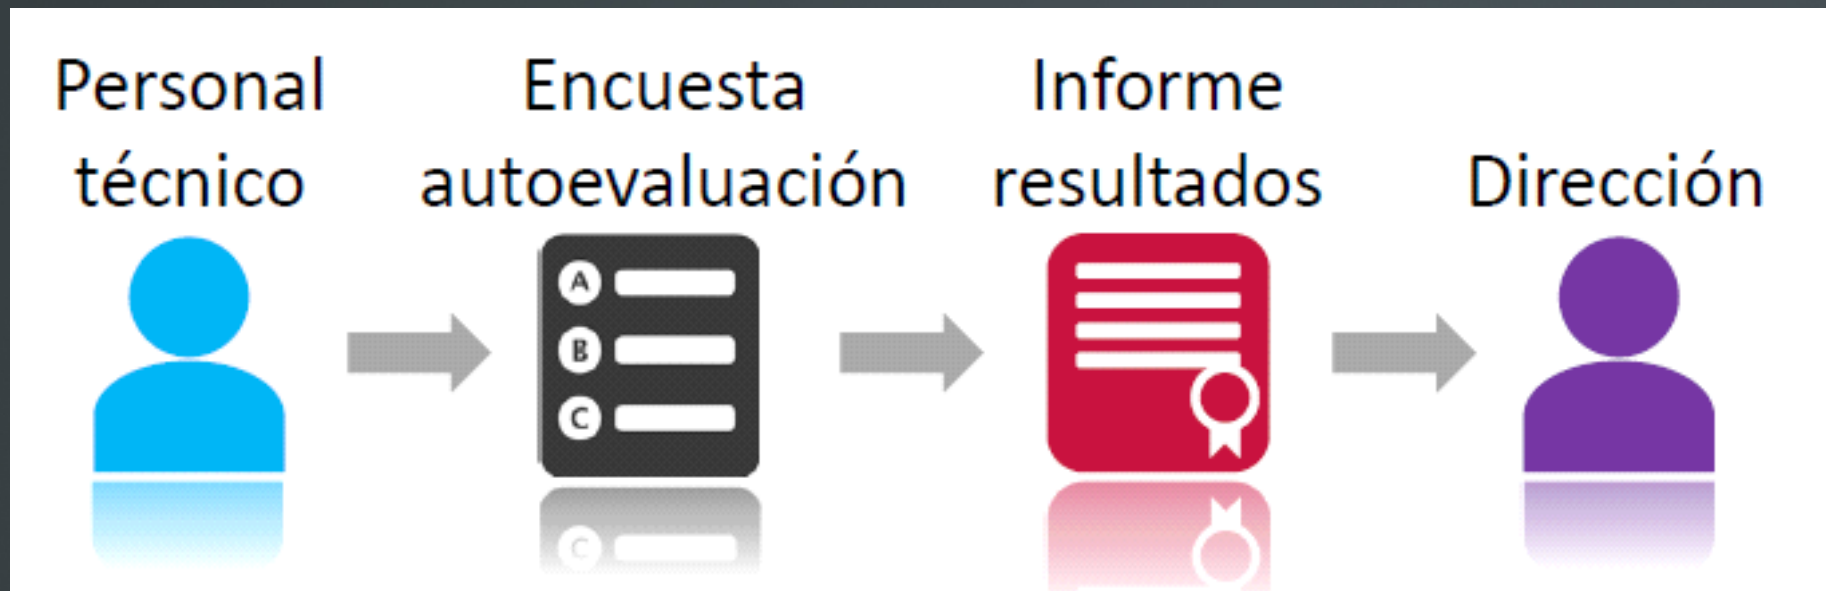 Personal
técnico
Encuesta
autoevaluación
Informe
resultados
Dirección
A
B
C
C